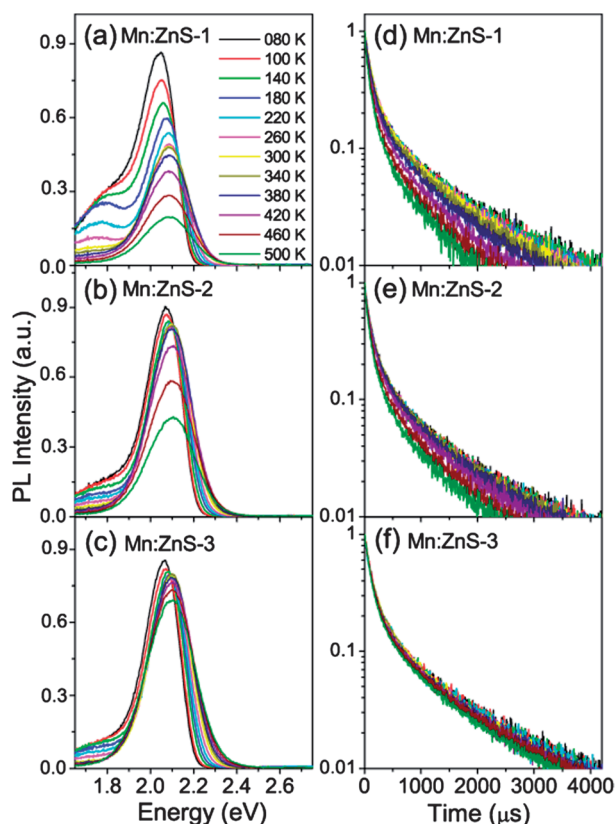 (a) Mn:ZnS-1
080 K
100 K
140 K
180 K
220 K
260 K
300 K
340 K
380 K
420 K
460 K
500 K
0.9
0.6
0.3
0.0
(d) Mn:ZnS-1
1
0.1
0.01
(b) Mn:ZnS-2
0.9
0.6
0.3
0.0
PL Intensity (a.u.)
(e) Mn:ZnS-2
1
0.1
0.01
(c) Mn:ZnS-3
0.9
0.6
0.3
0.0
1.8 2.0 2.2 2.4 2.6
Energy (eV)
(f) Mn:ZnS-3
1
0.1
0.01
0 1000 2000 3000 4000
Time (μs)